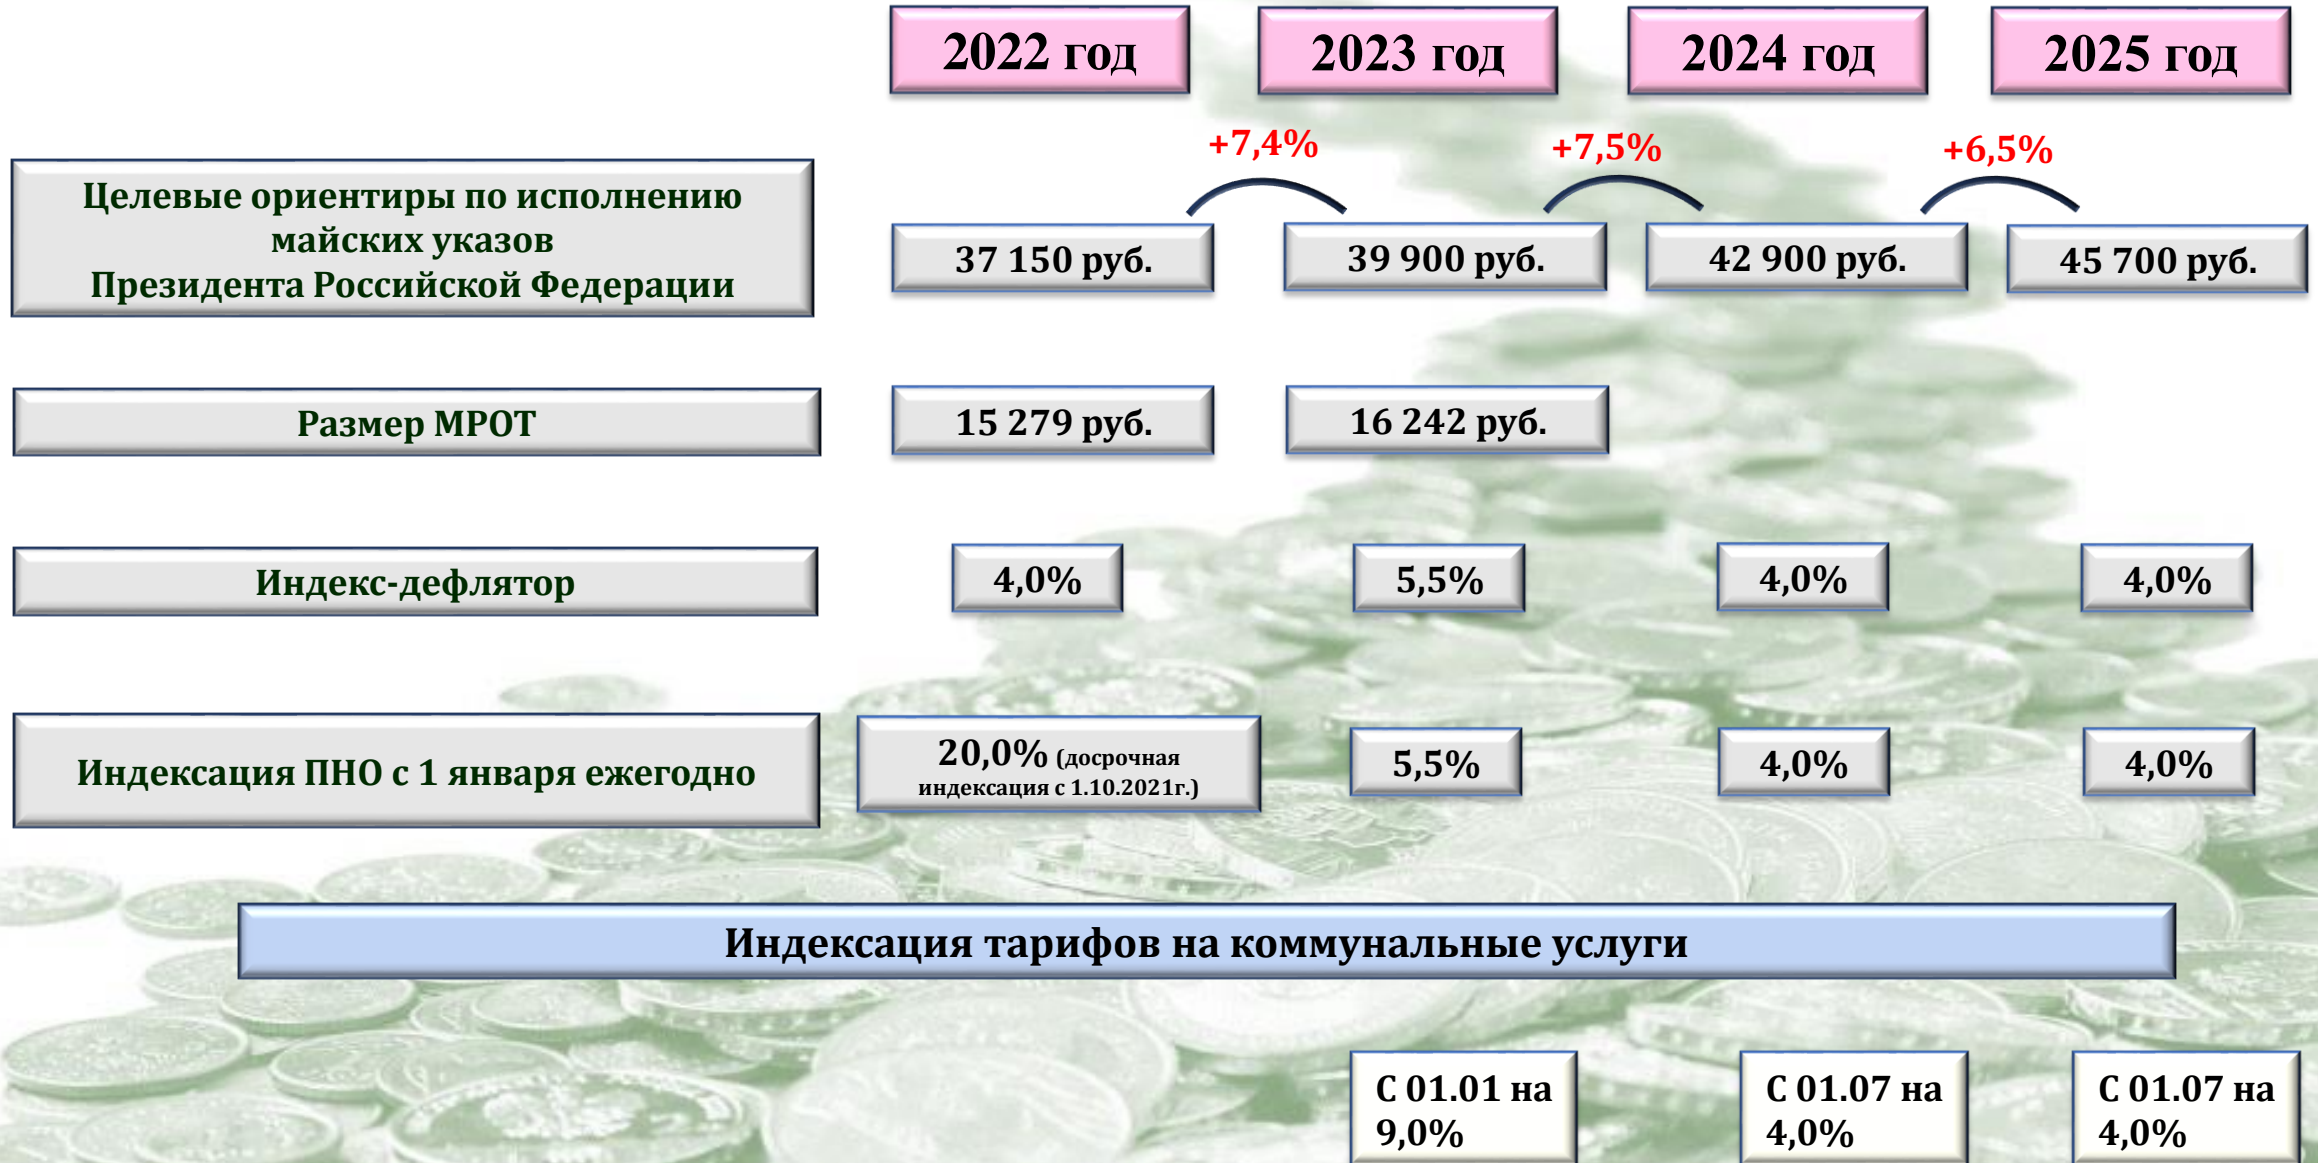 2022 год
2023 год
2024 год
2025 год
+7,4%
+7,5%
+6,5%
Целевые ориентиры по исполнению
майских указов
Президента Российской Федерации
37 150 руб.
39 900 руб.
42 900 руб.
45 700 руб.
Размер МРОТ
15 279 руб.
16 242 руб.
Индекс-дефлятор
4,0%
5,5%
4,0%
4,0%
Индексация ПНО с 1 января ежегодно
20,0% (досрочная
индексация с 1.10.2021г.)
5,5%
4,0%
4,0%
Индексация тарифов на коммунальные услуги
С 01.01 на
9,0%
С 01.07 на
4,0%
С 01.07 на
4,0%